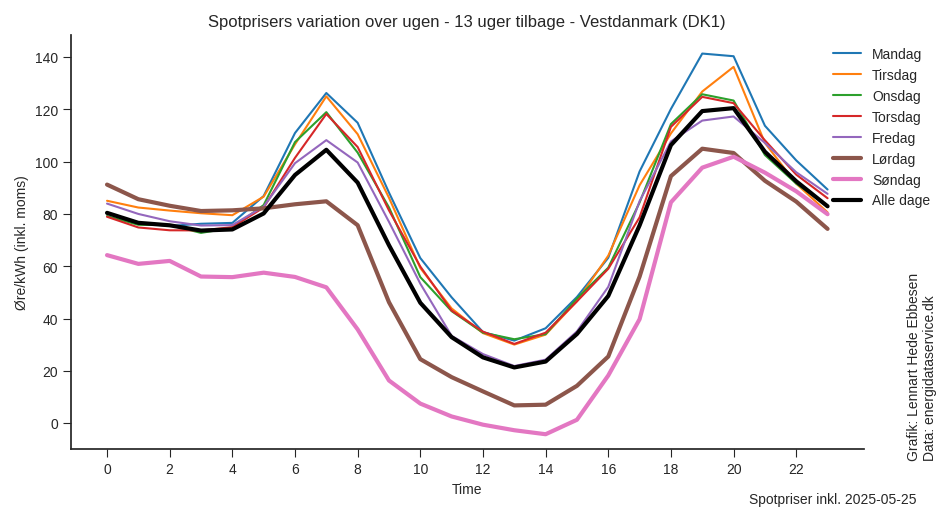 Spotprisers variation over ugen - 13 uger tilbage - Vestdanmark (DK1)
Øre/kWh (inkl. moms)
140
120
100
80
60
40
20
0
0 2 4 6 8 10 12 14 16 18 20 22
Time
Mandag
Tirsdag
Onsdag
Torsdag
Fredag
Lørdag
Søndag
Alle dage
Grafik: Lennart Hede Ebbesen
Data: energidataservice.dk
Spotpriser inkl. 2025-05-25